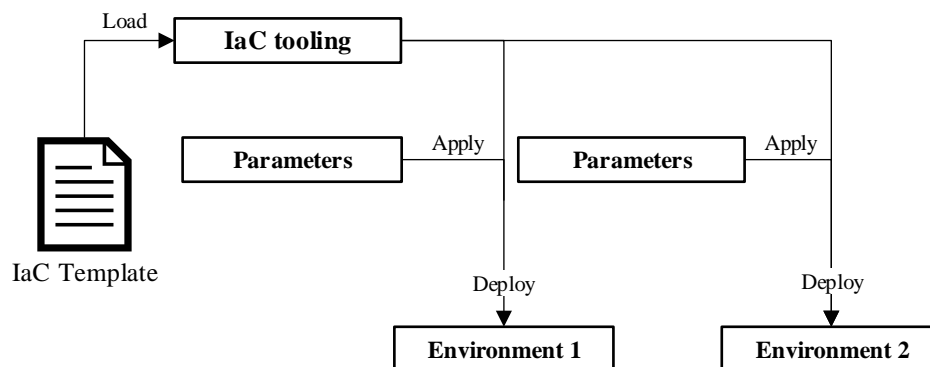 Load
IaC tooling
Parameters
Apply
Parameters
Apply
IaC Template
Deploy
Deploy
Environment 1
Environment 2